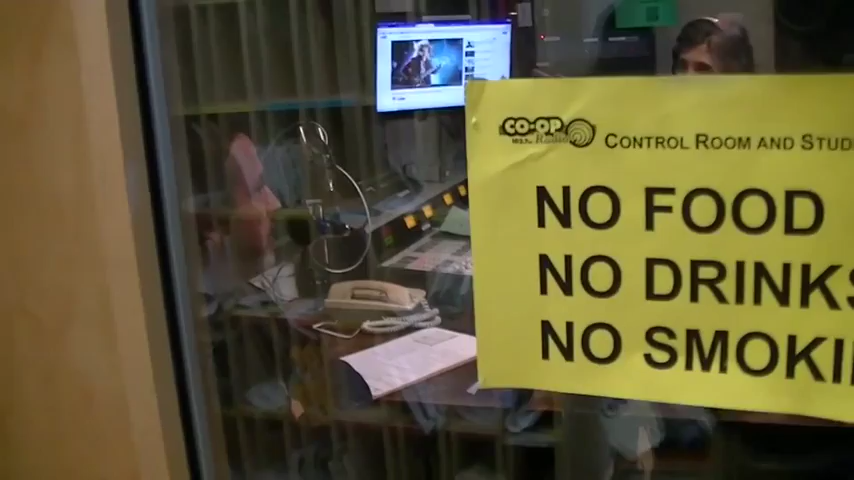 CO-OP
Radio
CONTROL ROOM AND STUD
NO FOOD
NO DRINKS
NO SMOKI